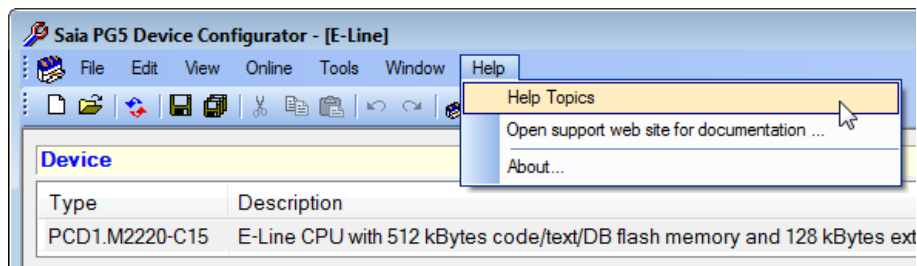 Saia PG5 Device Configurator - [E-Line]
File Edit View Online Tools Window Help
Help Topics
Open support web site for documentation ...
About...
Device
Type Description
PCD1.M2220-C15 E-Line CPU with 512 kBytes code/text/DB flash memory and 128 kBytes ext